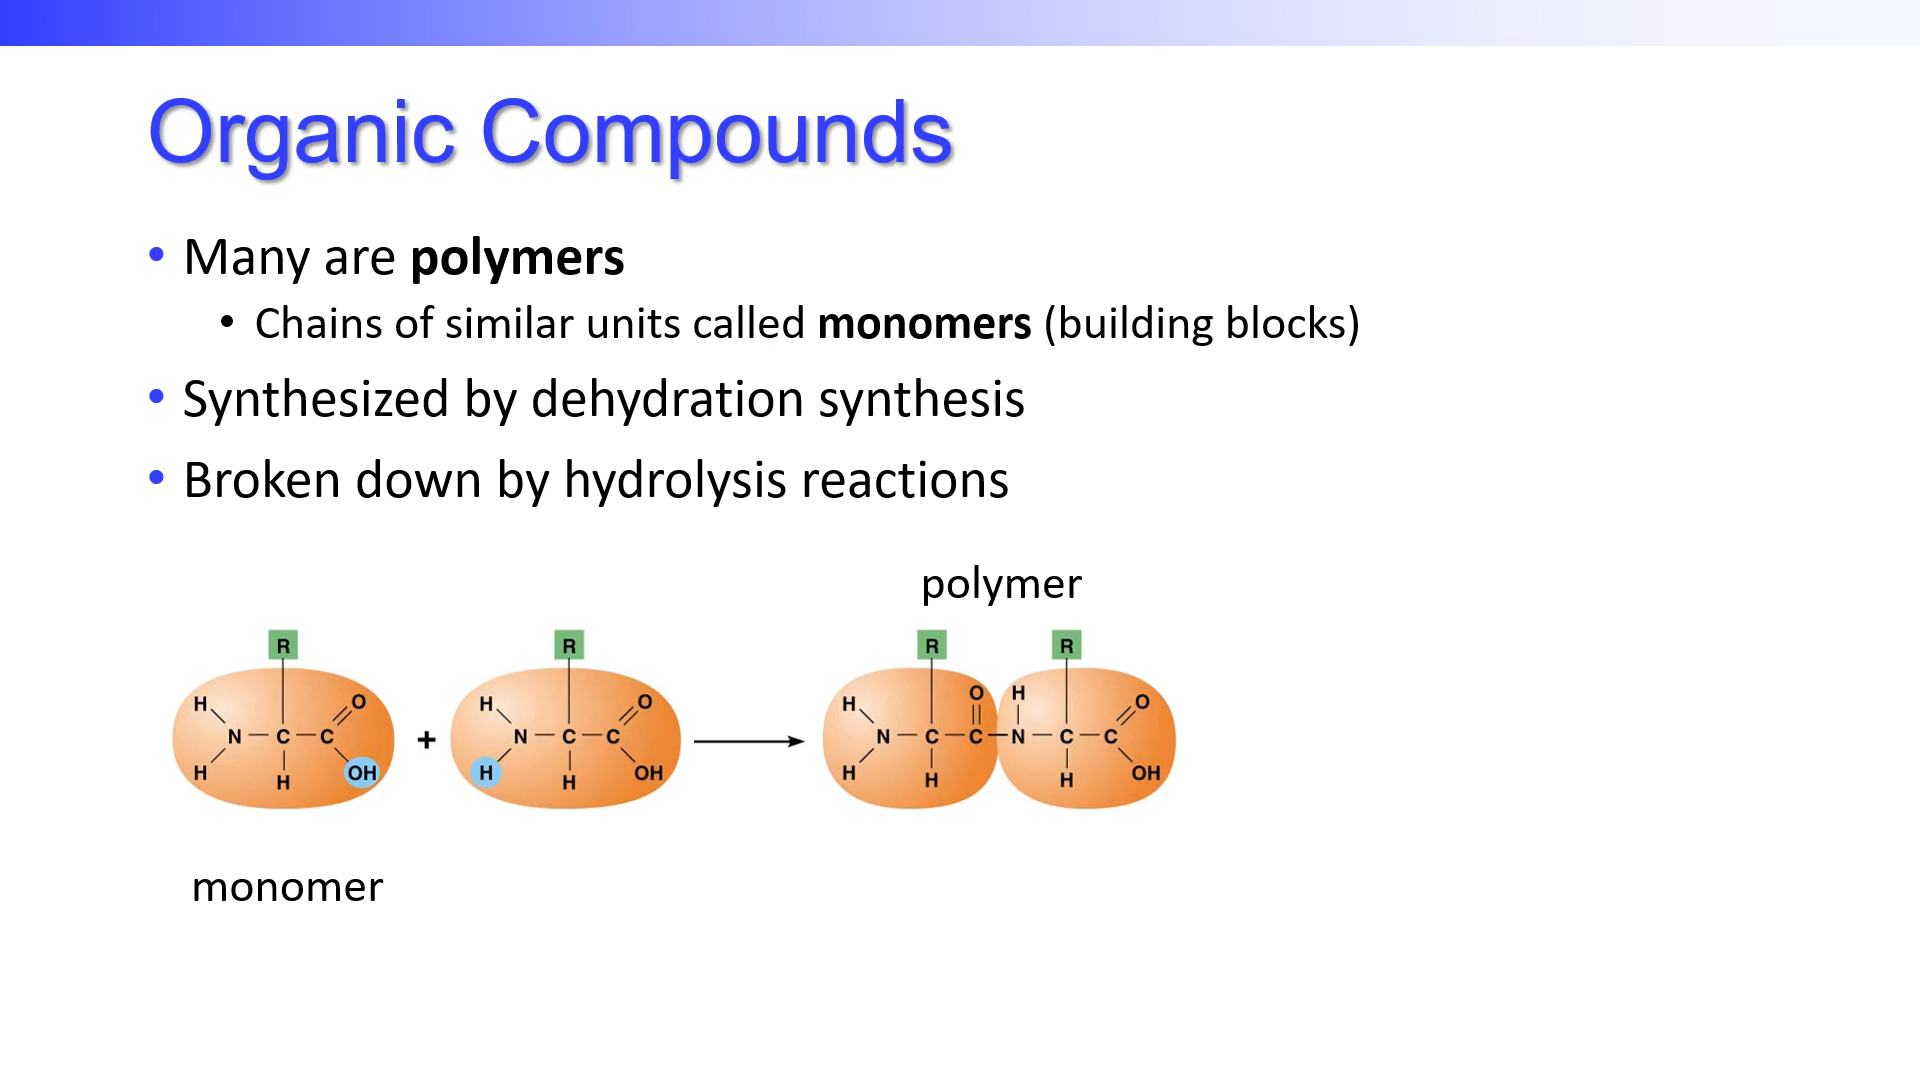 Organic Compounds
• Many are polymers
• Chains of similar units called monomers (building blocks)
• Synthesized by dehydration synthesis
• Broken down by hydrolysis reactions
polymer
R R R R
H O H O H O H O
N C C + N C C N C C N C C
H H OH H H OH H H H OH
monomer